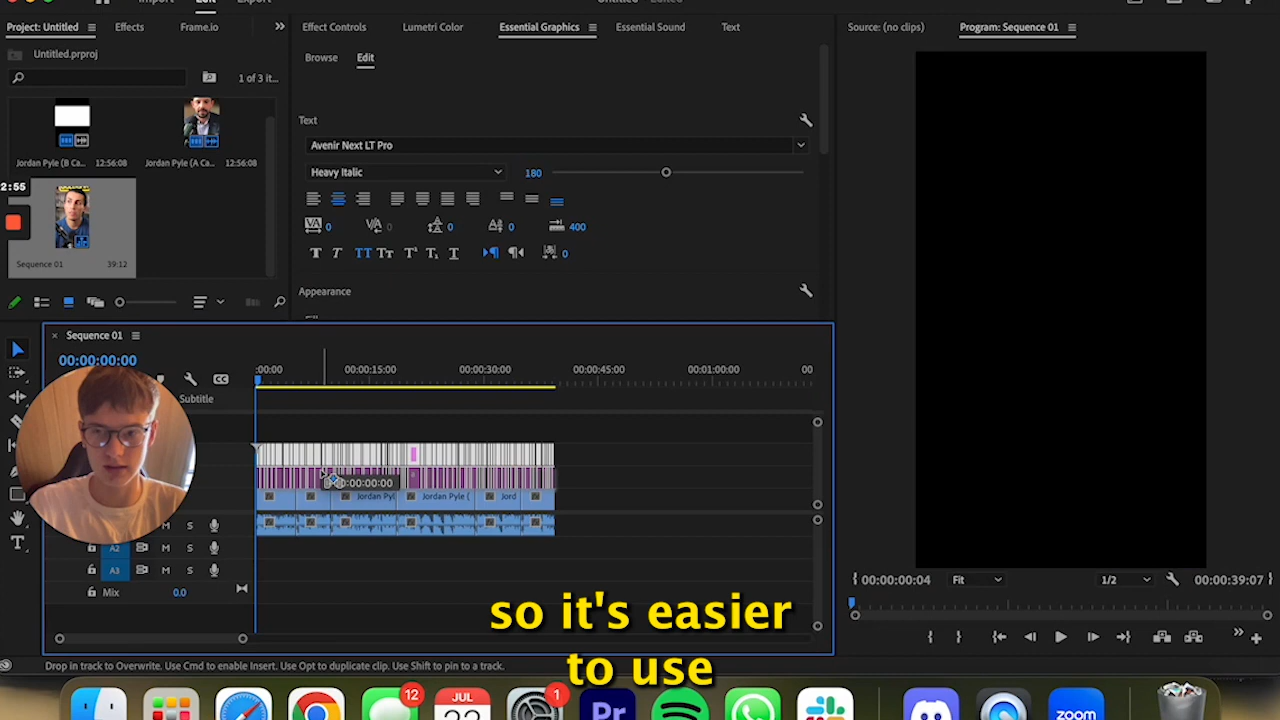 Import
Edit
Export
Untitled - Edited
Project: Untitled
Effects
Frame.io
Effect Controls
Lumetri Color
Essential Graphics
Essential Sound
Text
Source: (no clips)
Program: Sequence 01
Untitled.prproj
1 of 3 it...
Browse
Edit
Jordan Pyle (B Ca...
12:56:08
Jordan Pyle (A Ca...
12:56:08
2:55
Sequence 01
39:12
Text
Avenir Next LT Pro
Heavy Italic
180
0
0
0
0
400
0
Appearance
Sequence 01
00:00:00:00
:00:00
00:00:15:00
00:00:30:00
00:00:45:00
00:01:00:00
00
Subtitle
00:00:00:00
Jordan Pyl
Jordan Pyle (
Jord
M
S
A2
M
S
A3
M
S
Mix
0.0
00:00:00:04
Fit
1/2
00:00:39:07
so it's easier
to use
Drop in track to Overwrite. Use Cmd to enable Insert. Use Opt to duplicate clip. Use Shift to pin to a track.
12
JUL
1
Pr
zoom